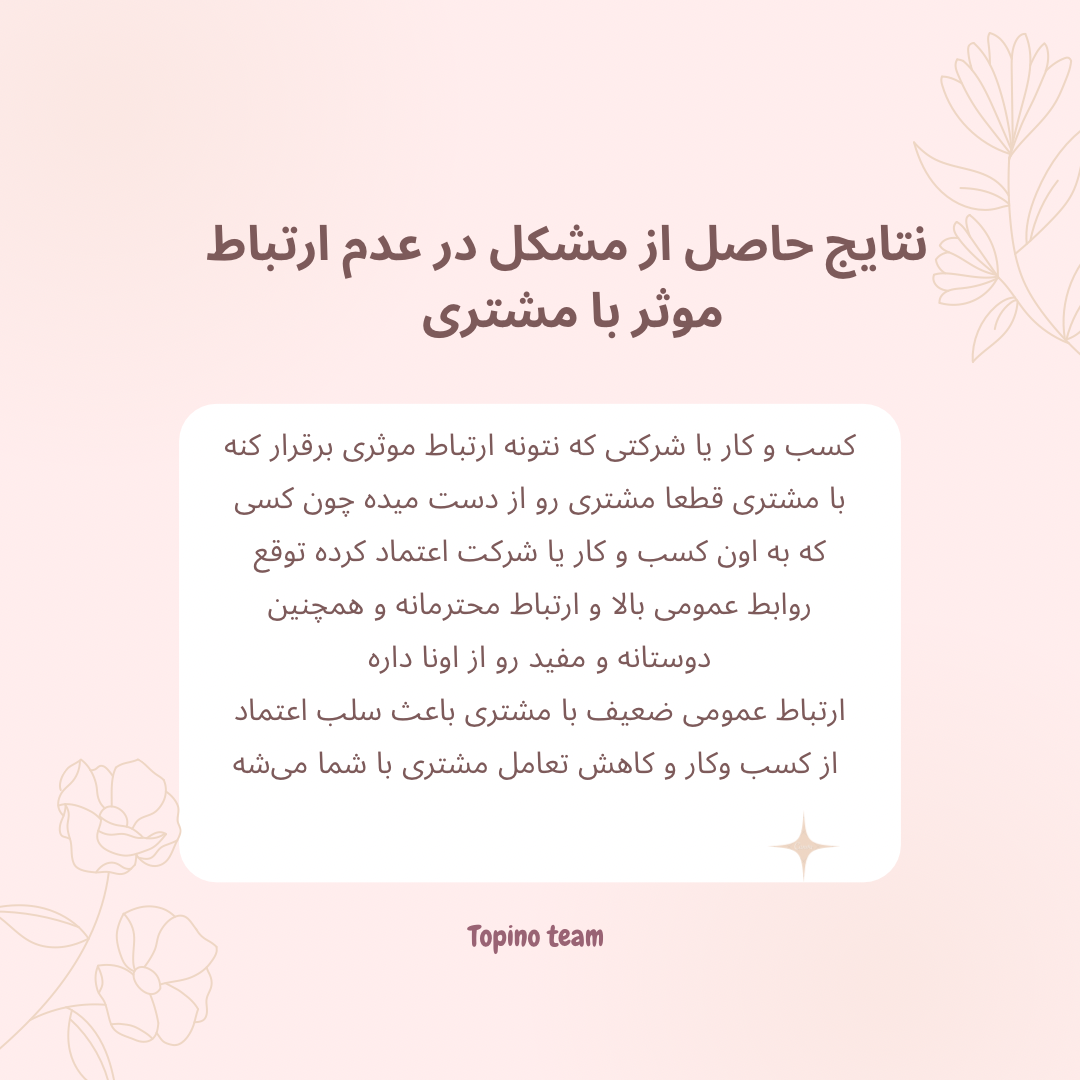 نتایج حاصل از مشکل در عدم ارتباط
موثر با مشتری
کسب و کار یا شرکتی که نتونه ارتباط موثری برقرار کنه
با مشتری قطعا مشتری رو از دست میده چون کسی
که به اون کسب و کار یا شرکت اعتماد کرده توقع
روابط عمومی بالا و ارتباط محترمانه و همچنین
دوستانه و مفید رو از اونا داره
ارتباط عمومی ضعیف با مشتری باعث سلب اعتماد
از کسب وکار و کاهش تعامل مشتری با شما می‌شه
Topino team